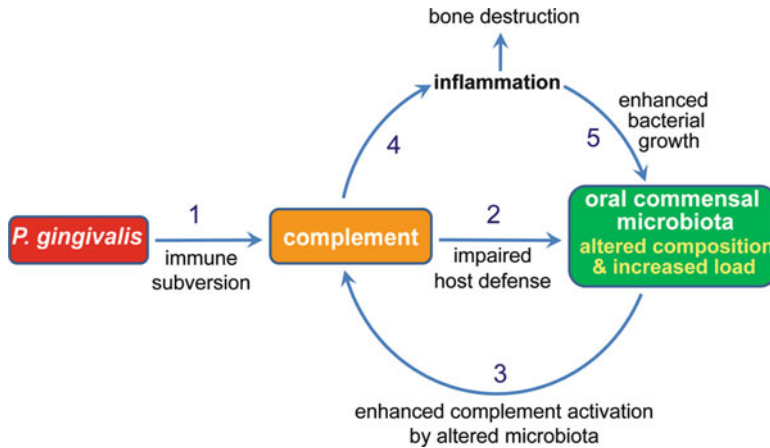 bone destruction
inflammation
enhanced
bacterial
growth
4
5
P. gingivalis
1
immune
subversion
complement
2
impaired
host defense
oral commensal
microbiota
altered composition
& increased load
3
enhanced complement activation
by altered microbiota